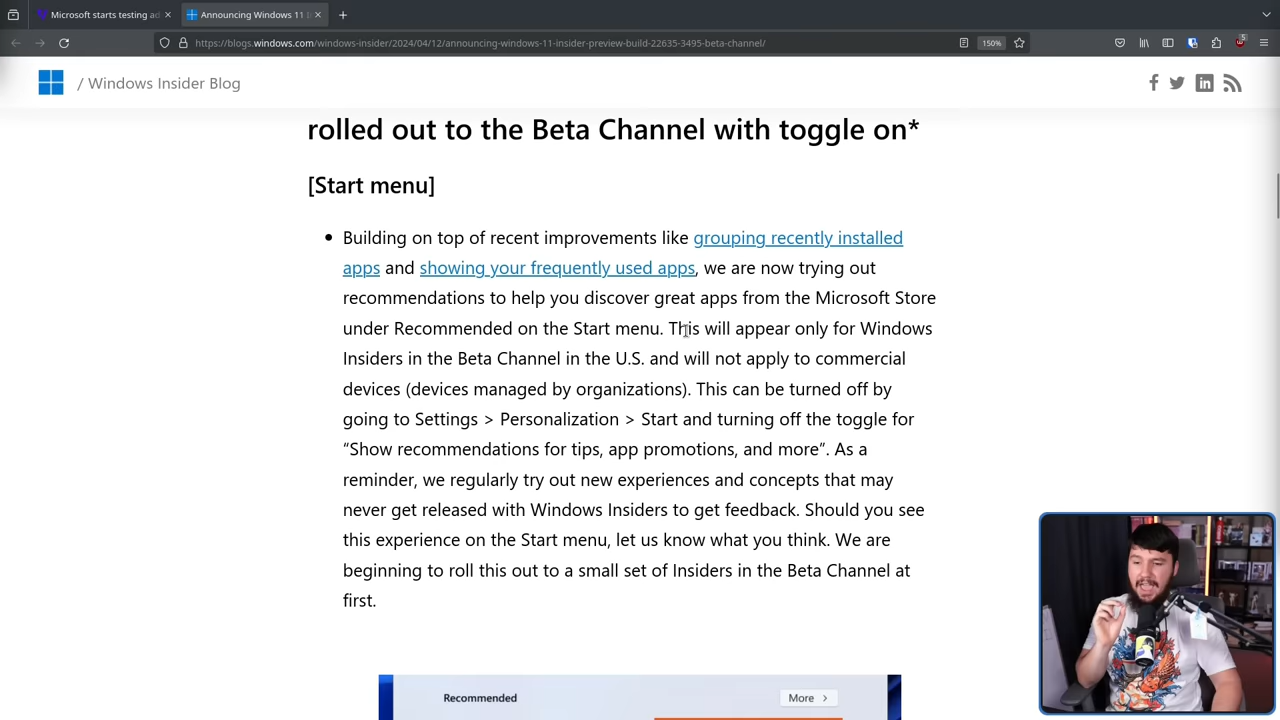 Microsoft starts testing ad
Announcing Windows 11 I
https://blogs.windows.com/windows-insider/2024/04/12/announcing-windows-11-insider-preview-build-22635-3495-beta-channel/
150%
5
/ Windows Insider Blog
rolled out to the Beta Channel with toggle on*
[Start menu]
Building on top of recent improvements like grouping recently installed
apps and showing your frequently used apps, we are now trying out
recommendations to help you discover great apps from the Microsoft Store
under Recommended on the Start menu. This will appear only for Windows
Insiders in the Beta Channel in the U.S. and will not apply to commercial
devices (devices managed by organizations). This can be turned off by
going to Settings > Personalization > Start and turning off the toggle for
“Show recommendations for tips, app promotions, and more”. As a
reminder, we regularly try out new experiences and concepts that may
never get released with Windows Insiders to get feedback. Should you see
this experience on the Start menu, let us know what you think. We are
beginning to roll this out to a small set of Insiders in the Beta Channel at
first.
Recommended
More >